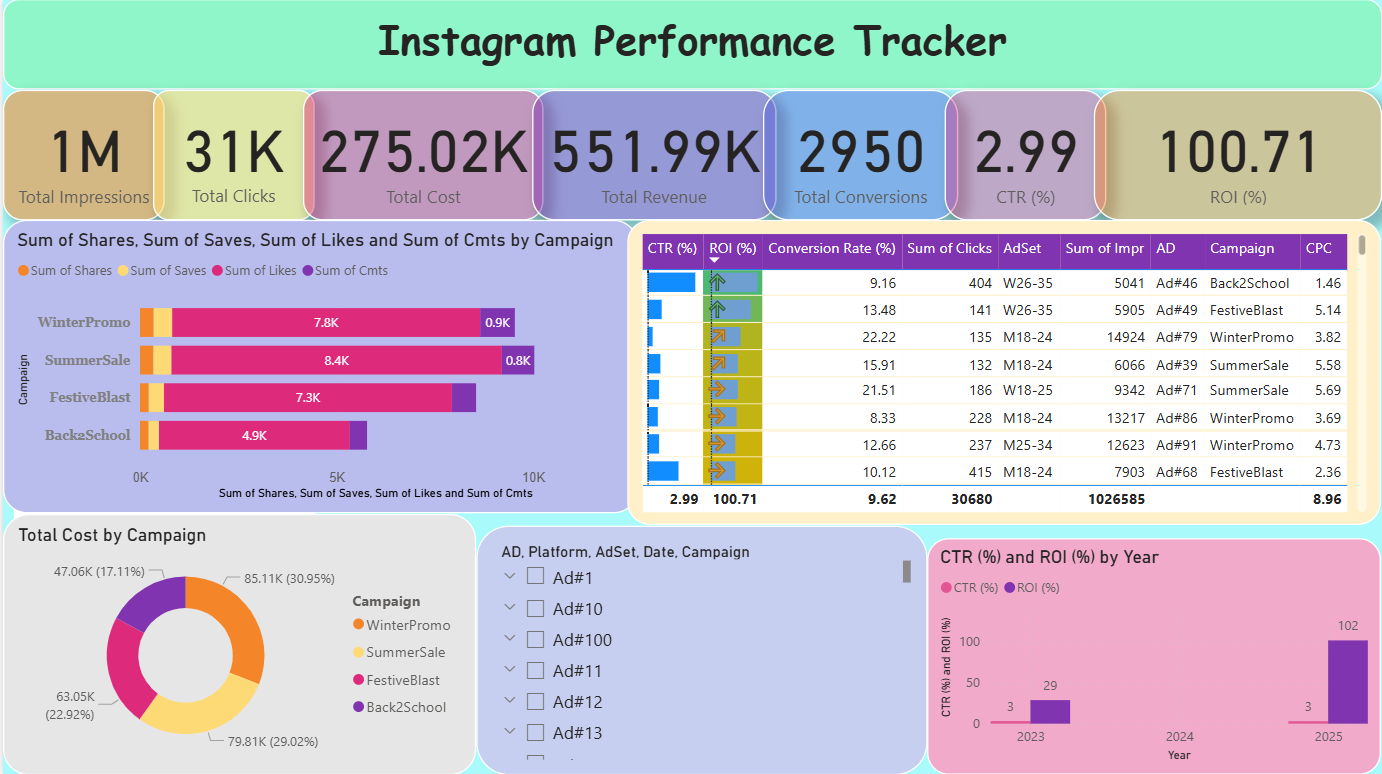 Instagram Performance Tracker
1M
Total Impressions
31K
Total Clicks
275.02K
Total Cost
551.99K
Total Revenue
2950
Total Conversions
2.99
CTR (%)
100.71
ROI (%)
Sum of Shares, Sum of Saves, Sum of Likes and Sum of Cmts by Campaign
Sum of Shares Sum of Saves Sum of Likes Sum of Cmts
Campaign
WinterPromo 7.8K 0.9K
SummerSale 8.4K 0.8K
FestiveBlast 7.3K
Back2School 4.9K
0K 5K 10K
Sum of Shares, Sum of Saves, Sum of Likes and Sum of Cmts
CTR (%) ROI (%) Conversion Rate (%) Sum of Clicks AdSet Sum of Impr AD Campaign CPC
9.16 404 W26-35 5041 Ad#46 Back2School 1.46
13.48 141 W26-35 5905 Ad#49 FestiveBlast 5.14
22.22 135 M18-24 14924 Ad#79 WinterPromo 3.82
15.91 132 M18-24 6066 Ad#39 SummerSale 5.58
21.51 186 W18-25 9342 Ad#71 SummerSale 5.69
8.33 228 M18-24 13217 Ad#86 WinterPromo 3.69
12.66 237 M25-34 12623 Ad#91 WinterPromo 4.73
10.12 415 M18-24 7903 Ad#68 FestiveBlast 2.36
2.99 100.71 9.62 30680 1026585 8.96
Total Cost by Campaign
47.06K (17.11%)
85.11K (30.95%)
63.05K
(22.92%)
79.81K (29.02%)
Campaign
WinterPromo
SummerSale
FestiveBlast
Back2School
AD, Platform, AdSet, Date, Campaign
Ad#1
Ad#10
Ad#100
Ad#11
Ad#12
Ad#13
CTR (%) and ROI (%) by Year
CTR (%) ROI (%)
CTR (%) and ROI (%)
100
50
0
3 29
3 102
2023 2024 2025
Year